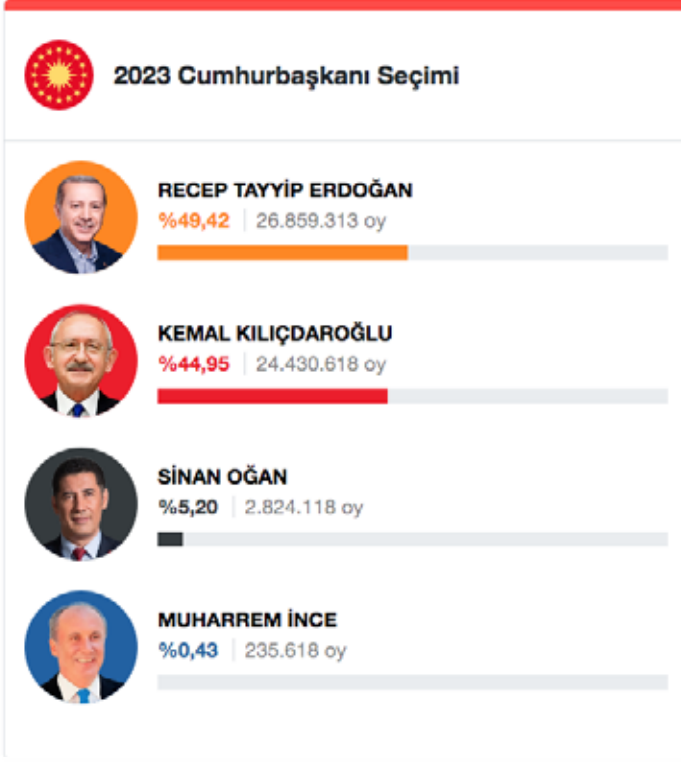 2023 Cumhurbaşkanı Seçimi
RECEP TAYYİP ERDOĞAN
%49,42 | 26.859.313 oy
KEMAL KILIÇDAROĞLU
%44,95 | 24.430.618 oy
SİNAN OĞAN
%5,20 | 2.824.118 oy
MUHARREM İNCE
%0,43 | 235.618 oy